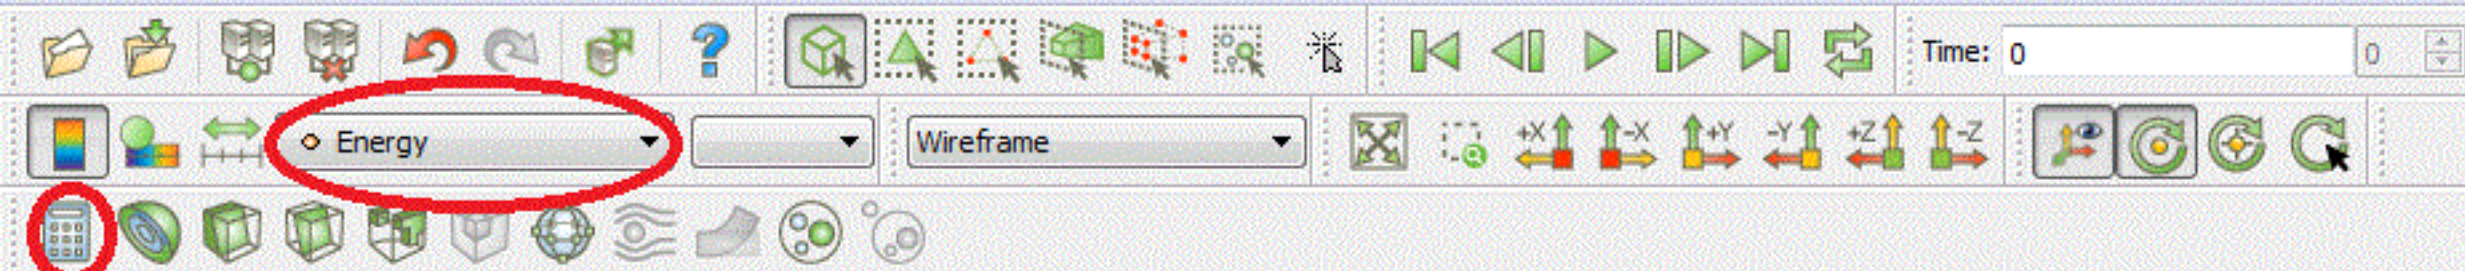 Time: 0 0
Energy Wireframe +X -X +Y -Y +Z -Z